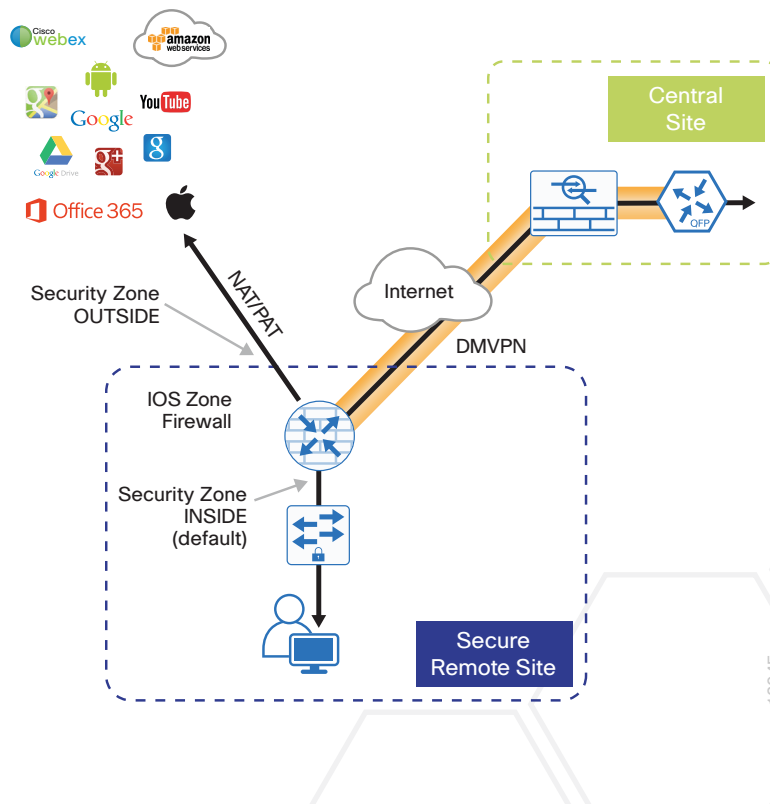 Cisco
webex
amazon
webservices
YouTube
Google
g
Google Drive
g+
Office 365
Central
Site
QFP
Security Zone
OUTSIDE
NAT/PAT
Internet
DMVPN
IOS Zone
Firewall
Security Zone
INSIDE
(default)
Secure
Remote Site